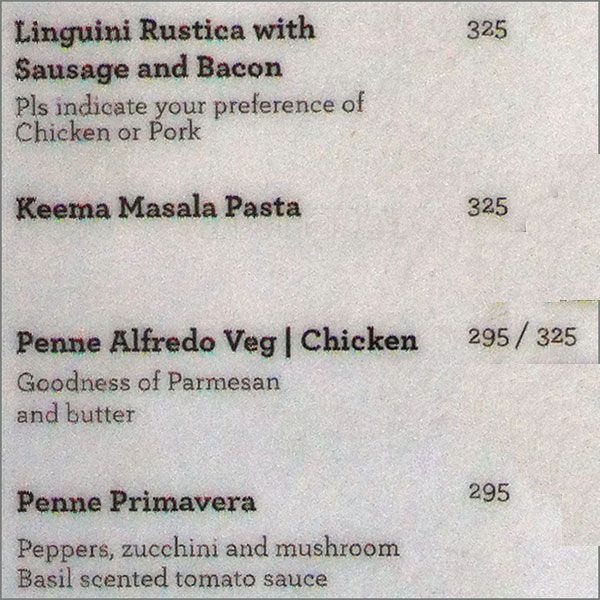 Linguini Rustica with 325
Sausage and Bacon
Pls indicate your preference of
Chicken or Pork
Keema Masala Pasta 325
Penne Alfredo Veg | Chicken 295 / 325
Goodness of Parmesan
and butter
Penne Primavera 295
Peppers, zucchini and mushroom
Basil scented tomato sauce